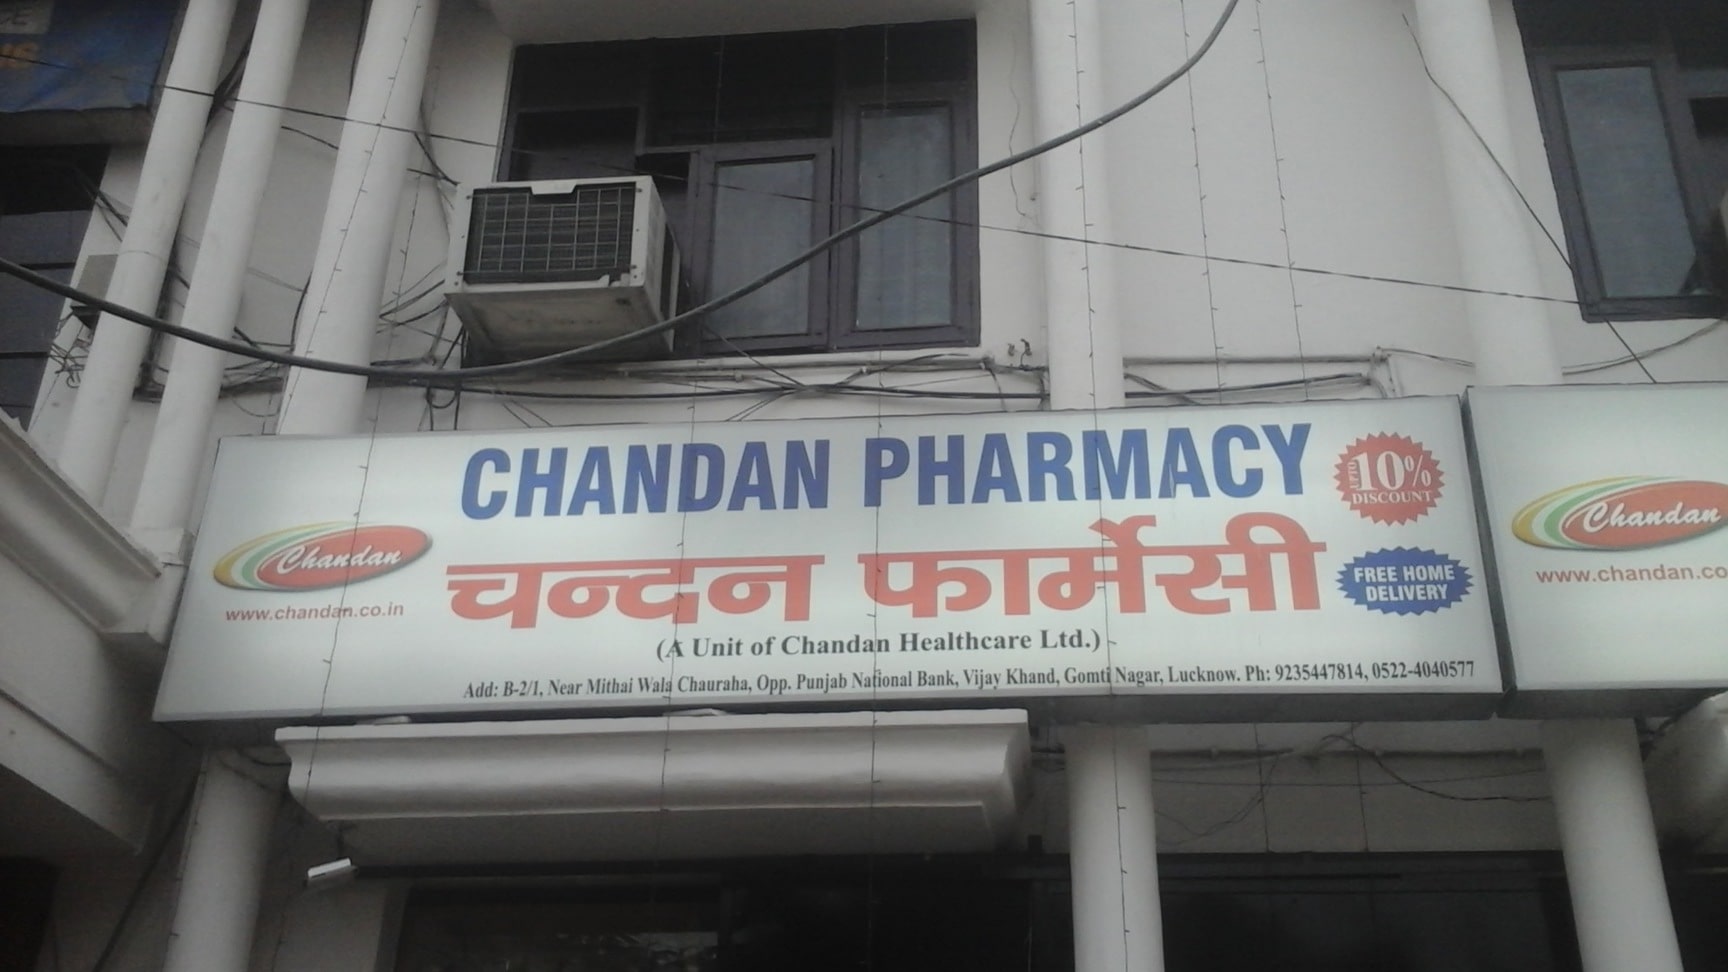 CHANDAN PHARMACY
UPTO
10%
DISCOUNT
Chandan
www.chandan.co.in
चन्दन फार्मेसी
FREE HOME
DELIVERY
(A Unit of Chandan Healthcare Ltd.)
Add: B-2/1, Near Mithai Wala Chauraha, Opp. Punjab National Bank, Vijay Khand, Gomti Nagar, Lucknow. Ph: 9235447814, 0522-4040577
Chandan
www.chandan.co